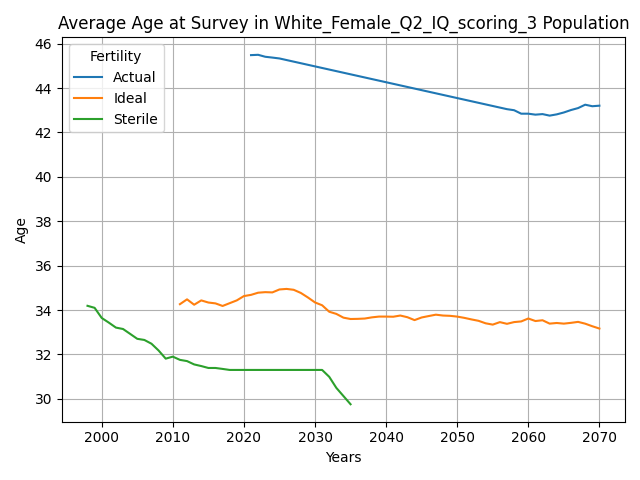 Average Age at Survey in White_Female_Q2_IQ_scoring_3 Population
Fertility
Actual
Ideal
Sterile
Age
46
44
42
40
38
36
34
32
30
2000 2010 2020 2030 2040 2050 2060 2070
Years